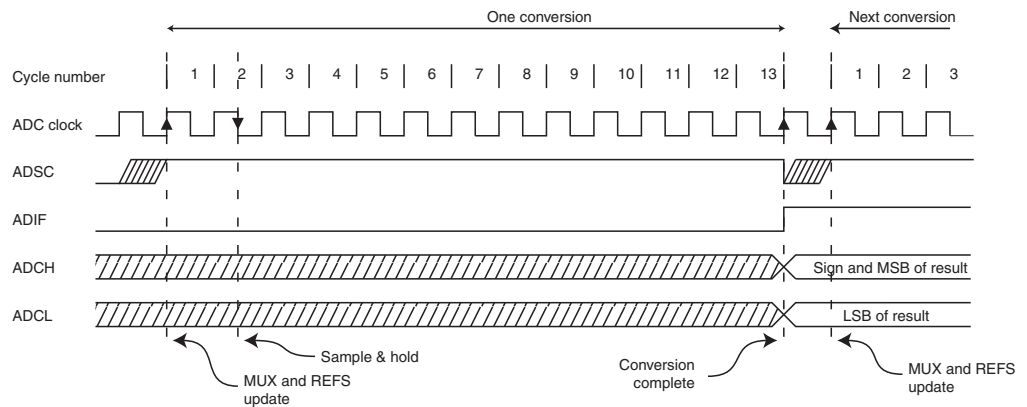 One conversion
Next conversion
Cycle number
1 2 3 4 5 6 7 8 9 10 11 12 13 1 2 3
ADC clock
ADSC
ADIF
ADCH
Sign and MSB of result
ADCL
LSB of result
Sample & hold
MUX and REFS
update
Conversion
complete
MUX and REFS
update